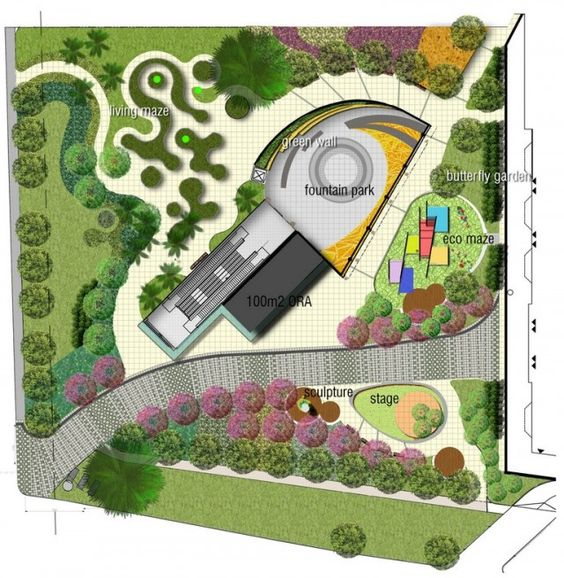 living maze
green wall
butterfly garden
fountain park
eco maze
100m2 ORA
sculpture
stage